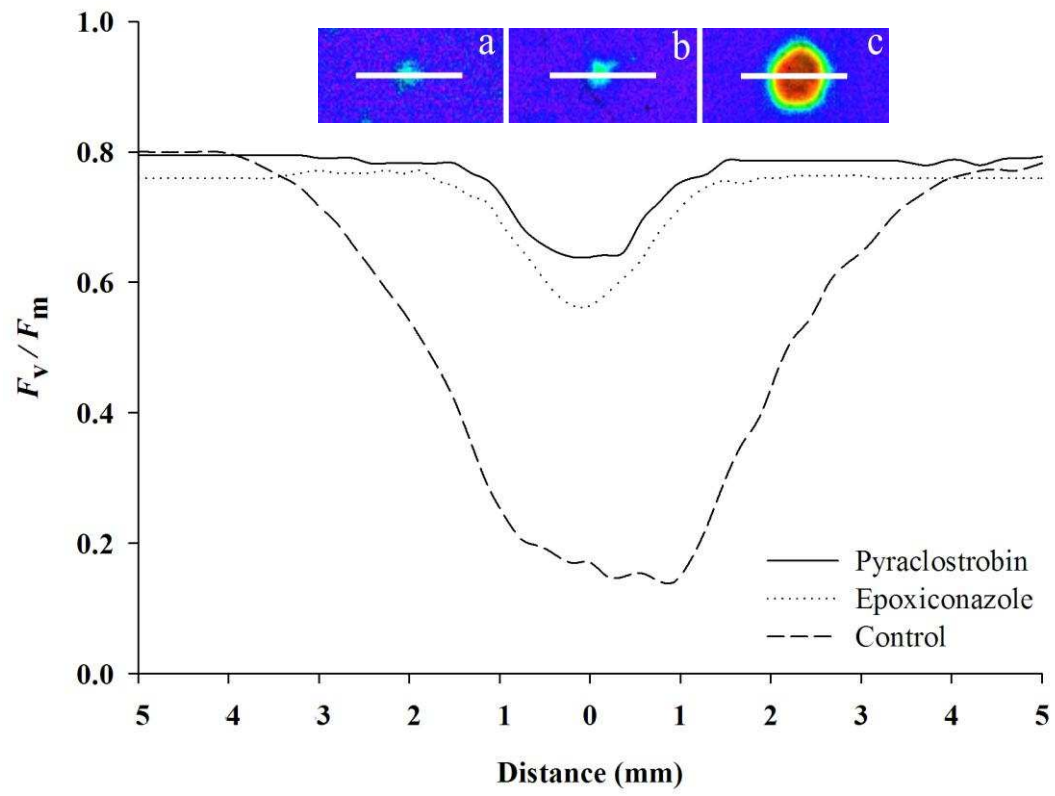 a b c
1.0
0.8
0.6
0.4
0.2
0.0
Fv / Fm
5 4 3 2 1 0 1 2 3 4 5
Distance (mm)
Pyraclostrobin
Epoxiconazole
Control